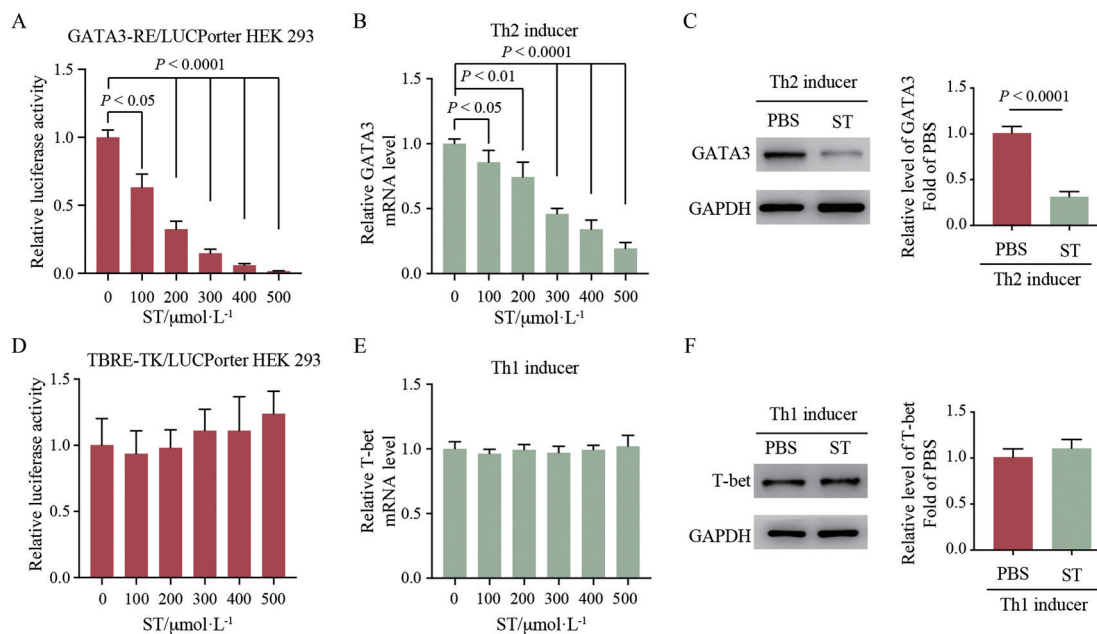 A
GATA3-RE/LUCPorter HEK 293
Relative luciferase activity
1.5
1.0
0.5
0.0
P < 0.0001
P < 0.05
0 100 200 300 400 500
ST/μmol·L⁻¹
B
Th2 inducer
Relative GATA3
mRNA level
1.5
1.0
0.5
0.0
P < 0.0001
P < 0.01
P < 0.05
0 100 200 300 400 500
ST/μmol·L⁻¹
C
Th2 inducer
PBS ST
GATA3
GAPDH
Relative level of GATA3
Fold of PBS
1.5
1.0
0.5
0.0
P < 0.0001
PBS ST
Th2 inducer
D
TBRE-TK/LUCPorter HEK 293
Relative luciferase activity
1.5
1.0
0.5
0.0
0 100 200 300 400 500
ST/μmol·L⁻¹
E
Th1 inducer
Relative T-bet
mRNA level
1.5
1.0
0.5
0.0
0 100 200 300 400 500
ST/μmol·L⁻¹
F
Th1 inducer
PBS ST
T-bet
GAPDH
Relative level of T-bet
Fold of PBS
1.5
1.0
0.5
0.0
PBS ST
Th1 inducer